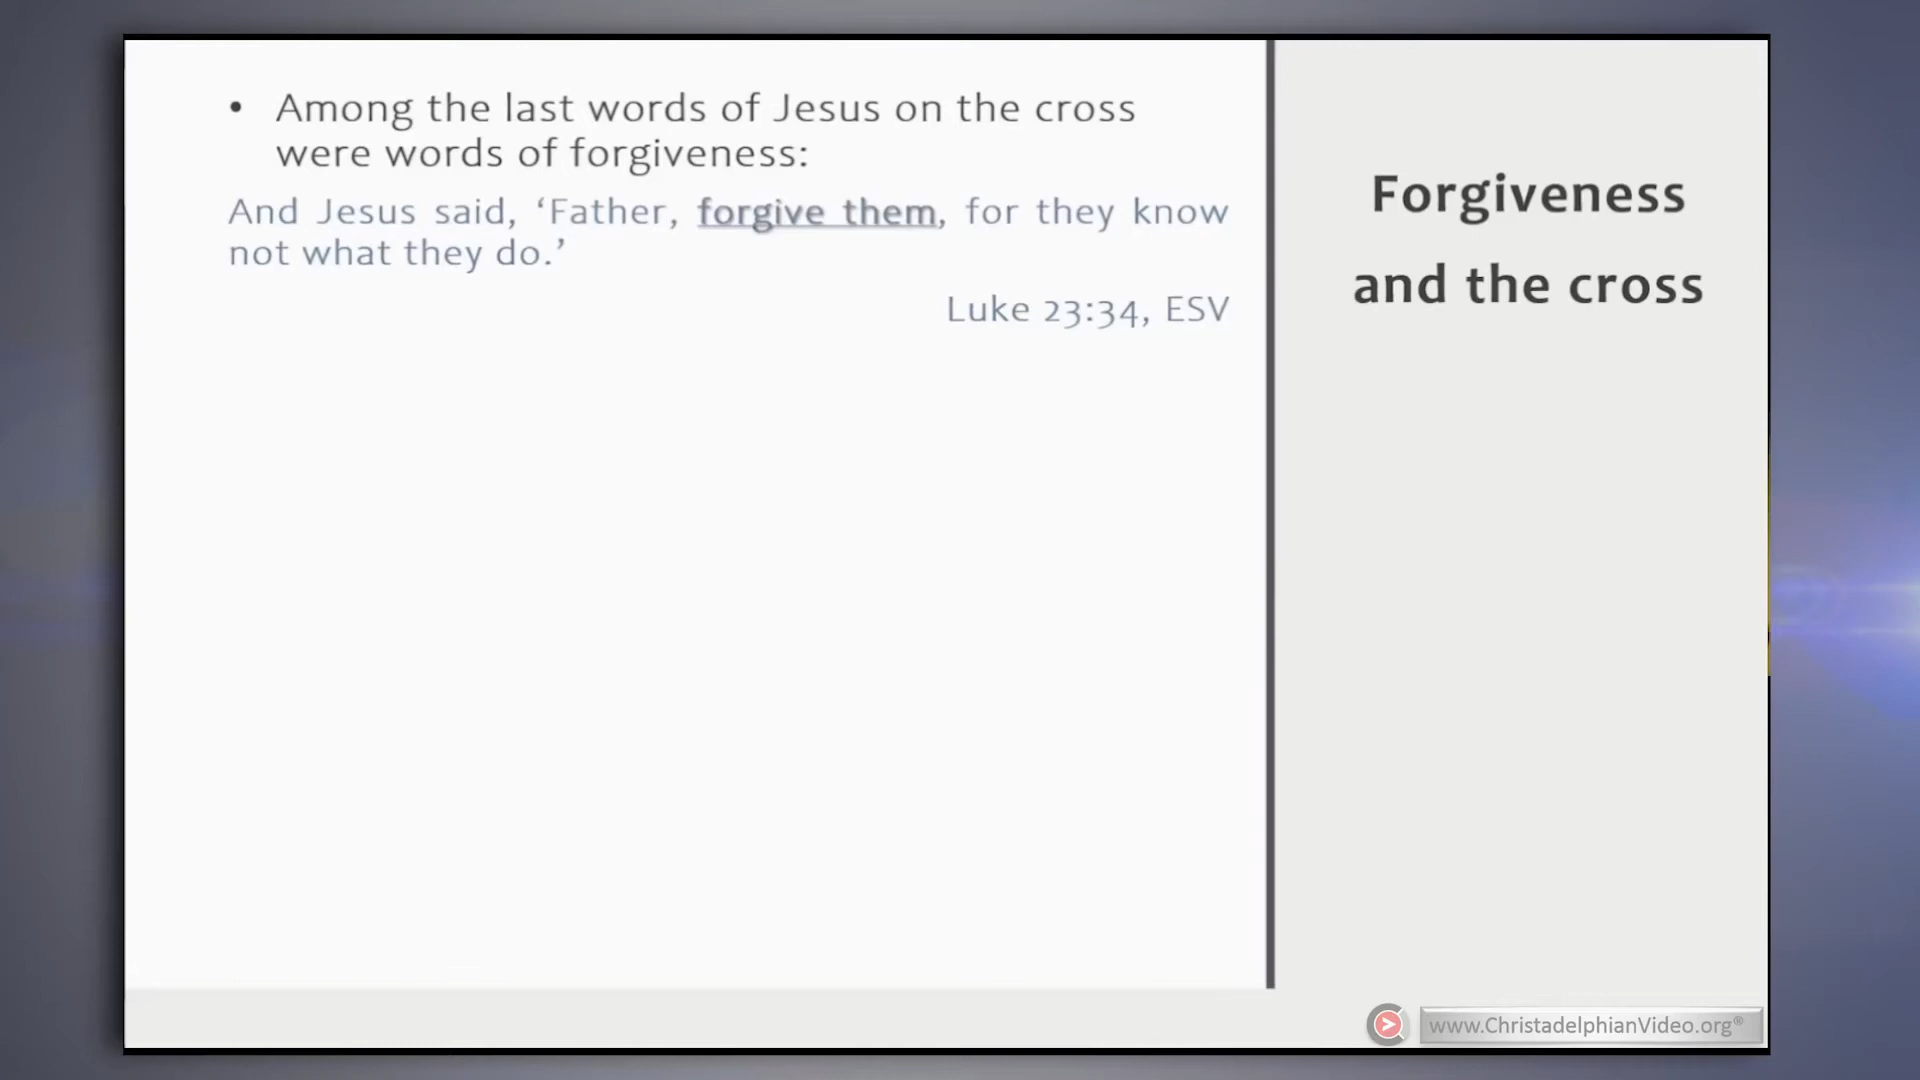 • Among the last words of Jesus on the cross
were words of forgiveness:
And Jesus said, ‘Father, forgive them, for they know
not what they do.’
Luke 23:34, ESV
Forgiveness
and the cross
www.ChristadelphianVideo.org®